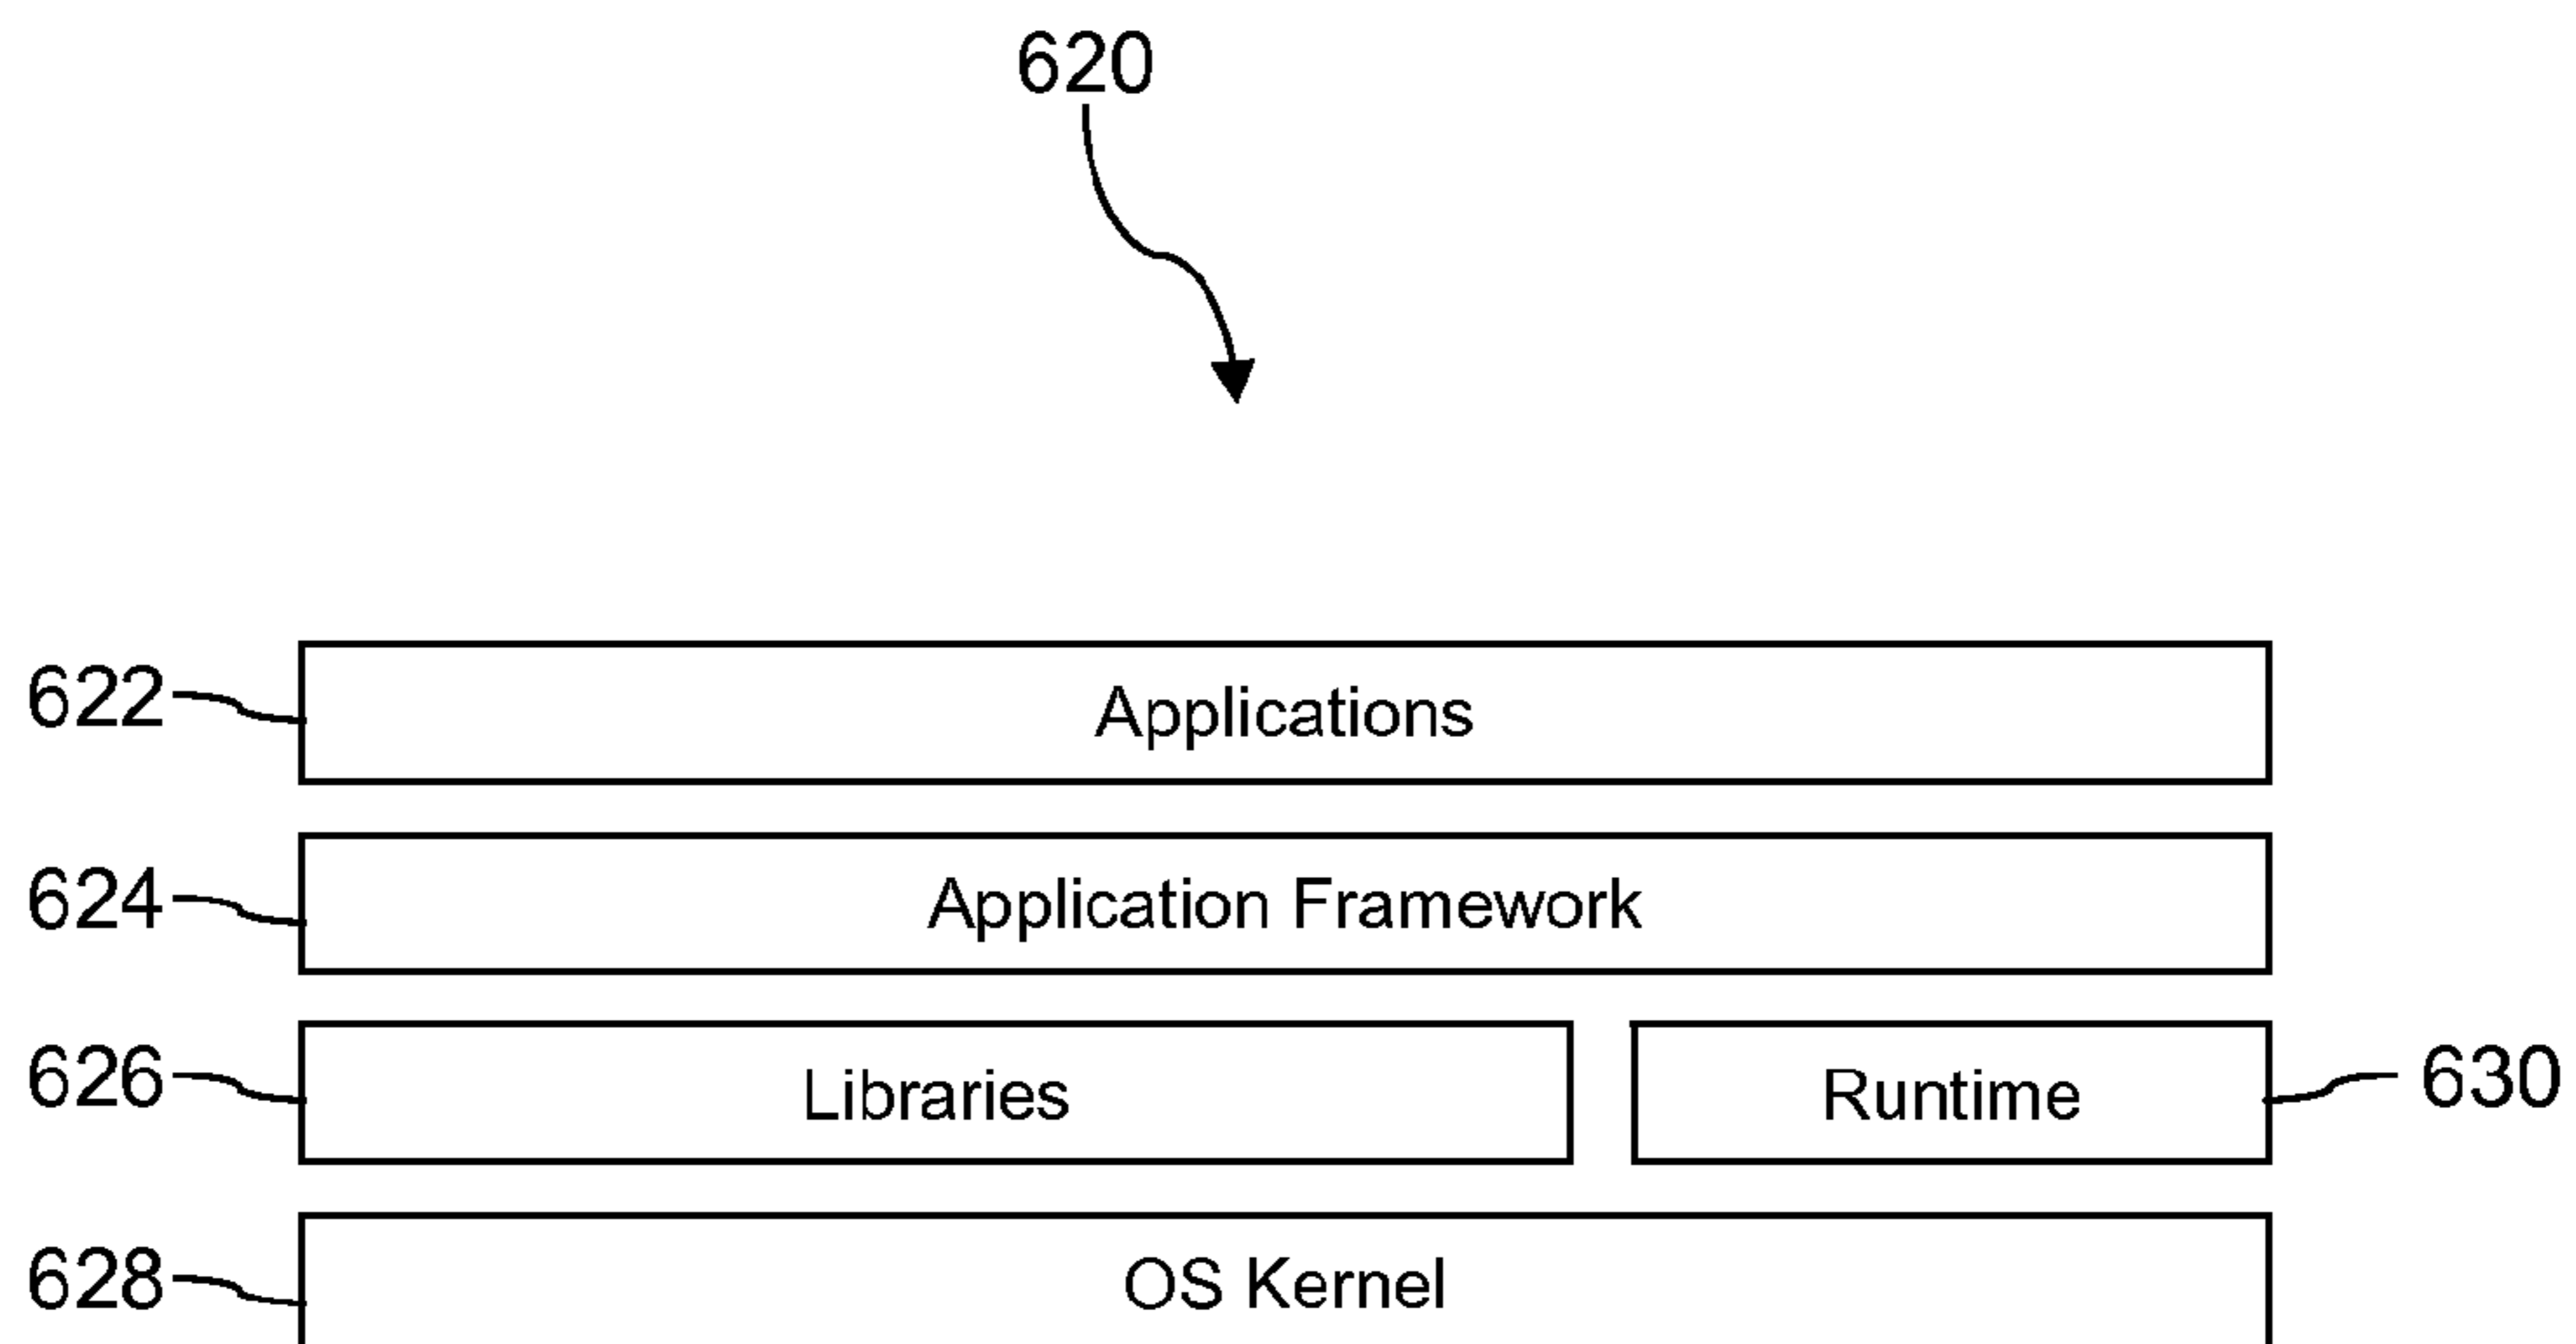 620
622 Applications
624 Application Framework
626 Libraries Runtime 630
628 OS Kernel